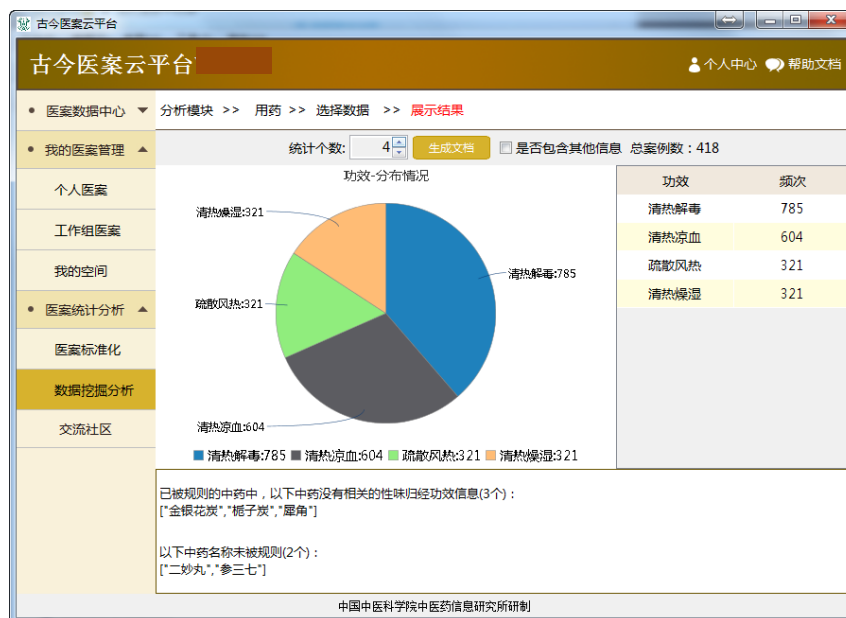 古今医案云平台
古今医案云平台
个人中心 帮助文档
医案数据中心
我的医案管理
个人医案
工作组医案
我的空间
医案统计分析
医案标准化
数据挖掘分析
交流社区
分析模块 >> 用药 >> 选择数据 >> 展示结果
统计个数: 4 生成文档 是否包含其他信息 总案例数：418
功效-分布情况
清热燥湿:321
清热解毒:785
疏散风热:321
清热凉血:604
清热解毒:785 清热凉血:604 疏散风热:321 清热燥湿:321
功效 频次
清热解毒 785
清热凉血 604
疏散风热 321
清热燥湿 321
已被规则的中药中，以下中药没有相关的性味归经功效信息(3个)：
["金银花炭","栀子炭","犀角"]
以下中药名称未被规则(2个)：
["二妙丸","参三七"]
中国中医科学院中医药信息研究所研制